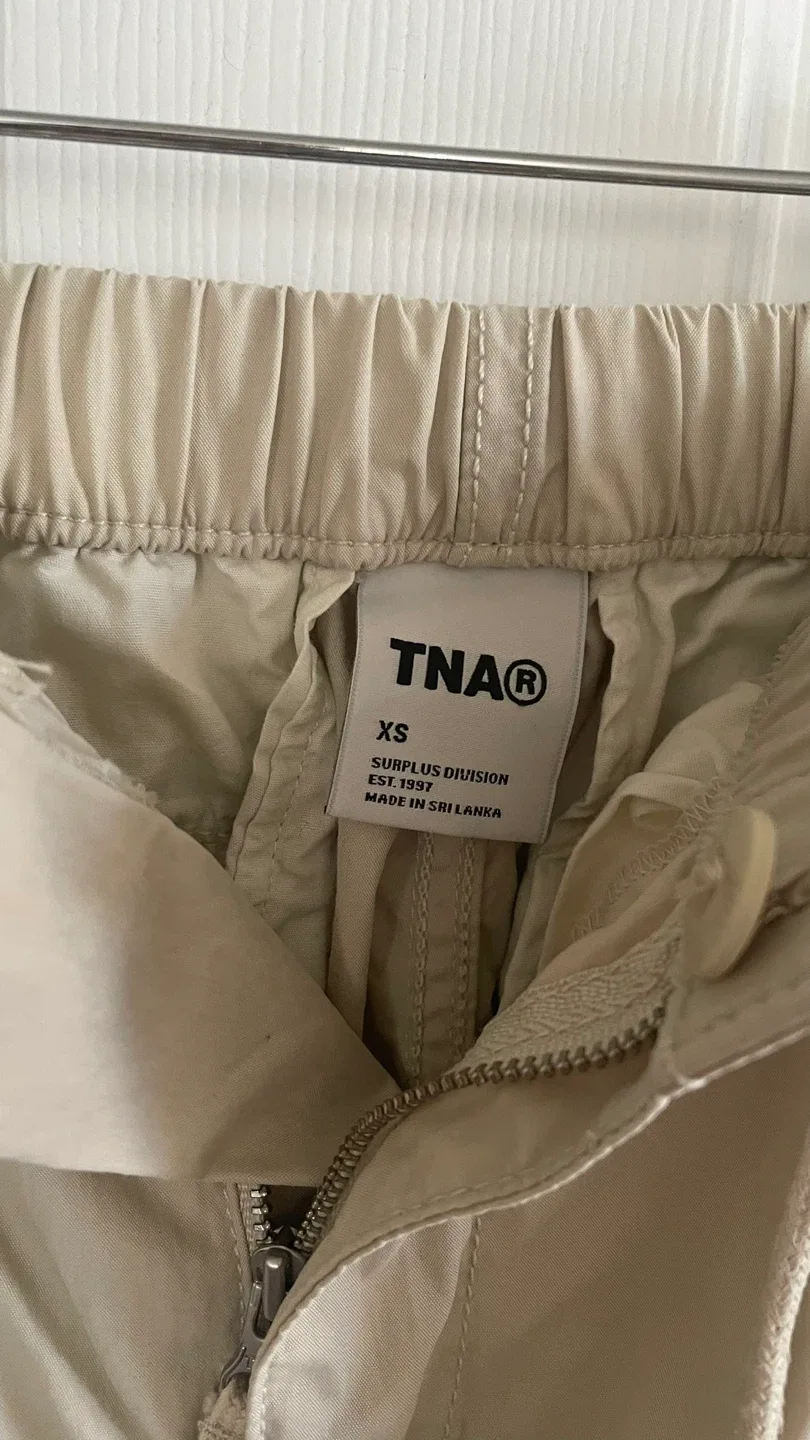 TNA®
XS
SURPLUS DIVISION
EST. 1997
MADE IN SRI LANKA